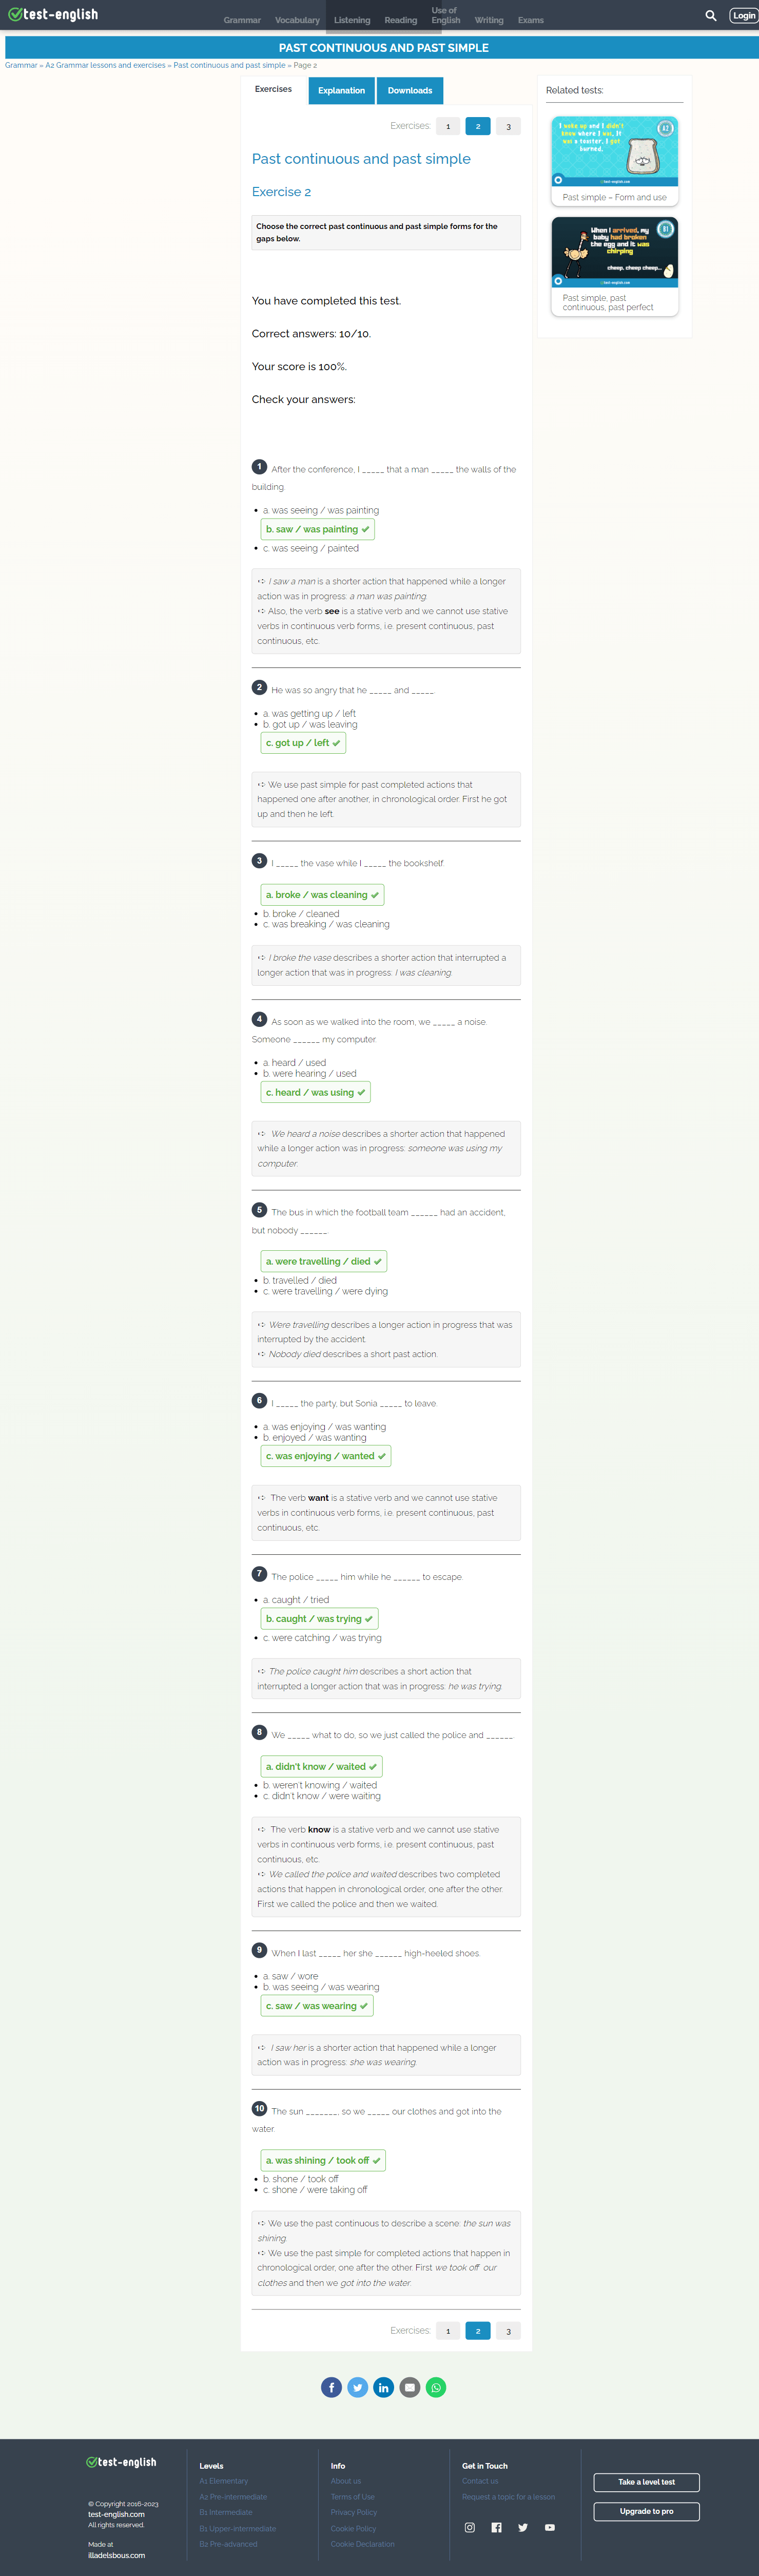 test-english
Grammar
Vocabulary
Listening
Reading
Use of
English
Writing
Exams
Login
PAST CONTINUOUS AND PAST SIMPLE
Grammar » A2 Grammar lessons and exercises » Past continuous and past simple » Page 2
Exercises
Explanation
Downloads
Exercises: 1 2 3
Past continuous and past simple
Exercise 2
Choose the correct past continuous and past simple forms for the
gaps below.
You have completed this test.
Correct answers: 10/10.
Your score is 100%.
Check your answers:
1 After the conference, I _____ that a man _____ the walls of the
building.
a. was seeing / was painting
b. saw / was painting
c. was seeing / painted
➪ I saw a man is a shorter action that happened while a longer
action was in progress: a man was painting.
➪ Also, the verb see is a stative verb and we cannot use stative
verbs in continuous verb forms, i.e. present continuous, past
continuous, etc.
2 He was so angry that he _____ and _____.
a. was getting up / left
b. got up / was leaving
c. got up / left
➪ We use past simple for past completed actions that
happened one after another, in chronological order. First he got
up and then he left.
3 I _____ the vase while I _____ the bookshelf.
a. broke / was cleaning
b. broke / cleaned
c. was breaking / was cleaning
➪ I broke the vase describes a shorter action that interrupted a
longer action that was in progress: I was cleaning.
4 As soon as we walked into the room, we _____ a noise.
Someone ______ my computer.
a. heard / used
b. were hearing / used
c. heard / was using
➪ We heard a noise describes a shorter action that happened
while a longer action was in progress: someone was using my
computer.
5 The bus in which the football team ______ had an accident,
but nobody ______.
a. were travelling / died
b. travelled / died
c. were travelling / were dying
➪ Were travelling describes a longer action in progress that was
interrupted by the accident.
➪ Nobody died describes a short past action.
6 I _____ the party, but Sonia _____ to leave.
a. was enjoying / was wanting
b. enjoyed / was wanting
c. was enjoying / wanted
➪ The verb want is a stative verb and we cannot use stative
verbs in continuous verb forms, i.e. present continuous, past
continuous, etc.
7 The police _____ him while he ______ to escape.
a. caught / tried
b. caught / was trying
c. were catching / was trying
➪ The police caught him describes a short action that
interrupted a longer action that was in progress: he was trying.
8 We _____ what to do, so we just called the police and ______.
a. didn't know / waited
b. weren't knowing / waited
c. didn't know / were waiting
➪ The verb know is a stative verb and we cannot use stative
verbs in continuous verb forms, i.e. present continuous, past
continuous, etc.
➪ We called the police and waited describes two completed
actions that happen in chronological order, one after the other.
First we called the police and then we waited.
9 When I last _____ her she ______ high-heeled shoes.
a. saw / wore
b. was seeing / was wearing
c. saw / was wearing
➪ I saw her is a shorter action that happened while a longer
action was in progress: she was wearing.
10 The sun _______, so we _____ our clothes and got into the
water.
a. was shining / took off
b. shone / took off
c. shone / were taking off
➪ We use the past continuous to describe a scene: the sun was
shining.
➪ We use the past simple for completed actions that happen in
chronological order, one after the other. First we took off our
clothes and then we got into the water.
Exercises: 1 2 3
Related tests:
I woke up and I didn't
know where I was. It
was a toaster. I got
burned.
A2
test-english.com
Past simple – Form and use
When I arrived, my
baby had broken
the egg and it was
chirping
cheep, cheep cheep...
B1
test-english.com
Past simple, past
continuous, past perfect
test-english
© Copyright 2016-2023
test-english.com
All rights reserved.
Made at
illadelsbous.com
Levels
A1 Elementary
A2 Pre-intermediate
B1 Intermediate
B1 Upper-intermediate
B2 Pre-advanced
Info
About us
Terms of Use
Privacy Policy
Cookie Policy
Cookie Declaration
Get in Touch
Contact us
Request a topic for a lesson
Take a level test
Upgrade to pro